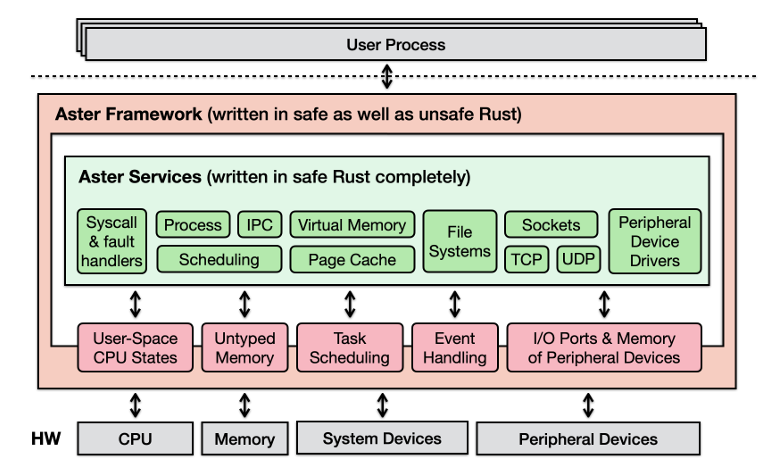 User Process
Aster Framework (written in safe as well as unsafe Rust)
Aster Services (written in safe Rust completely)
Syscall
& fault
handlers
Process
IPC
Scheduling
Virtual Memory
Page Cache
File
Systems
Sockets
TCP
UDP
Peripheral
Device
Drivers
User-Space
CPU States
Untyped
Memory
Task
Scheduling
Event
Handling
I/O Ports & Memory
of Peripheral Devices
HW
CPU
Memory
System Devices
Peripheral Devices